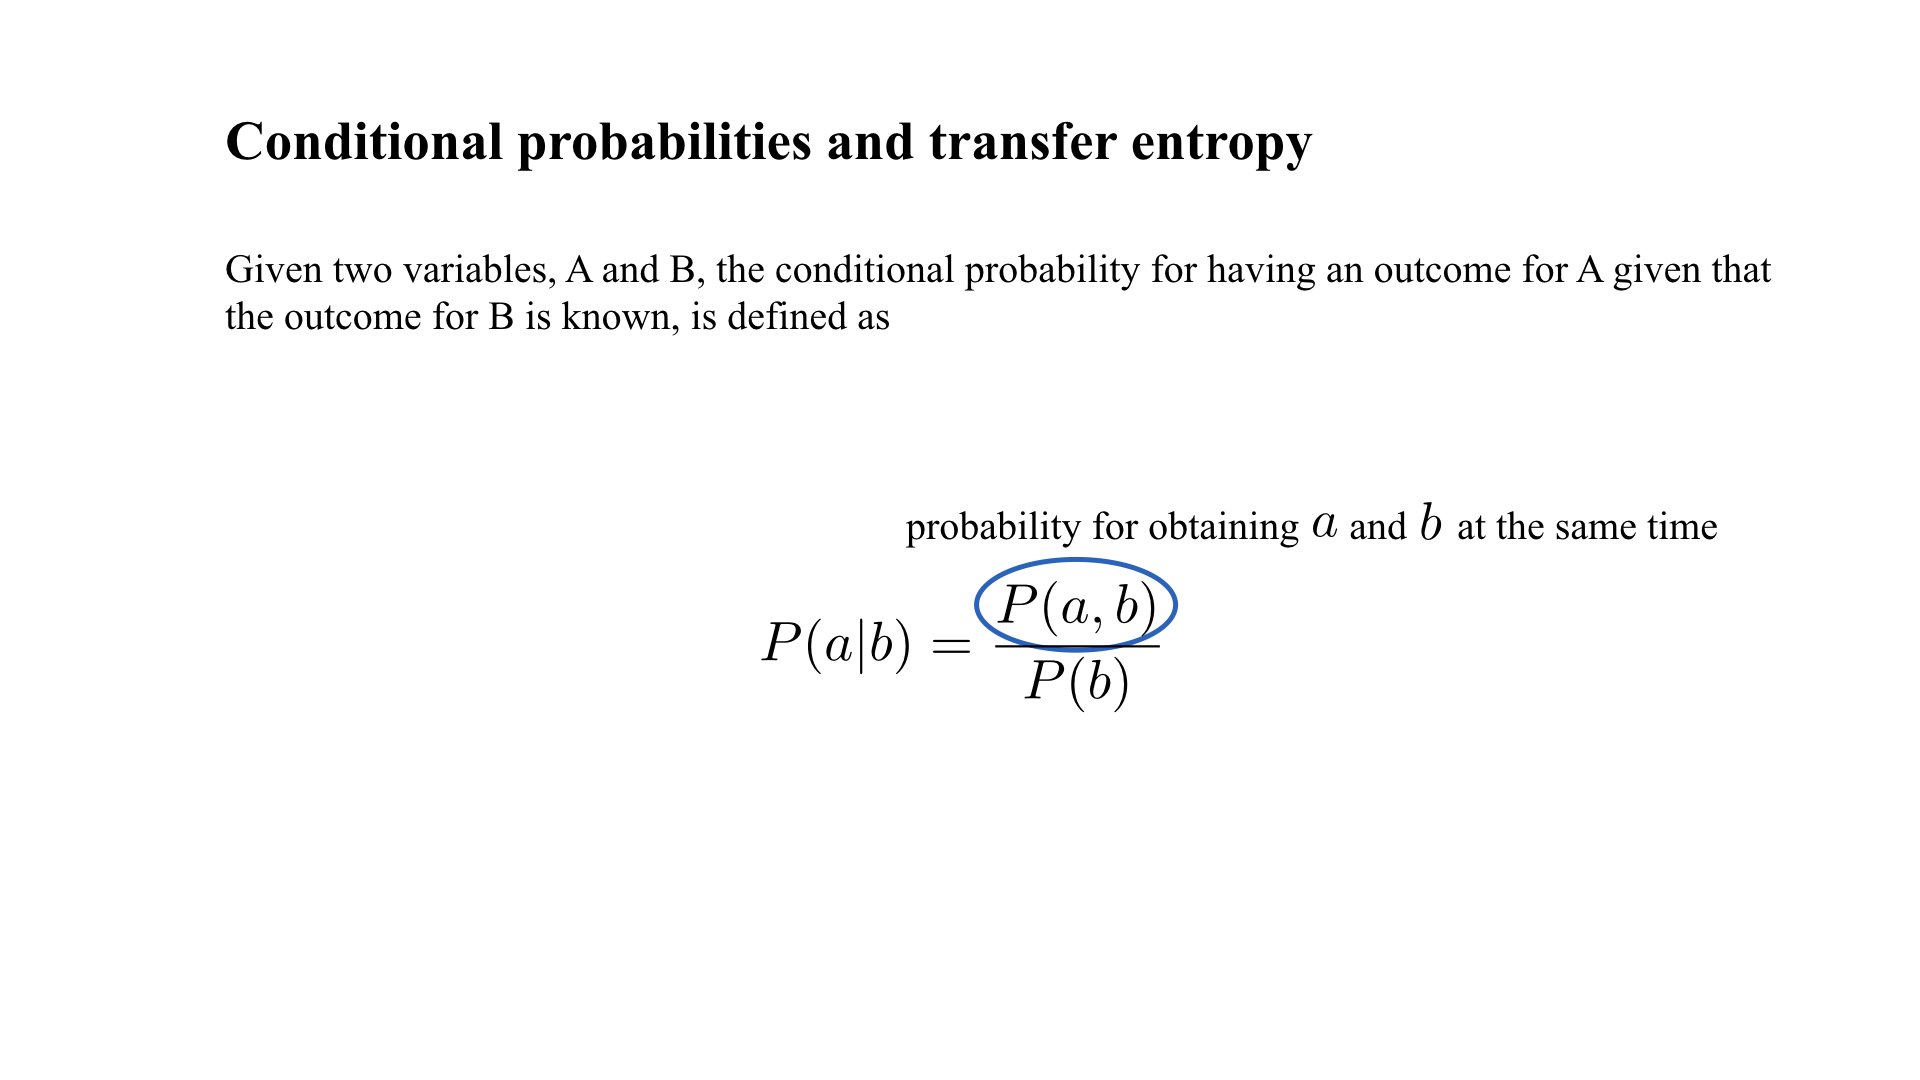 Conditional probabilities and transfer entropy
Given two variables, A and B, the conditional probability for having an outcome for A given that
the outcome for B is known, is defined as
probability for obtaining a and b at the same time
P(a|b) = P(a, b)
P(b)